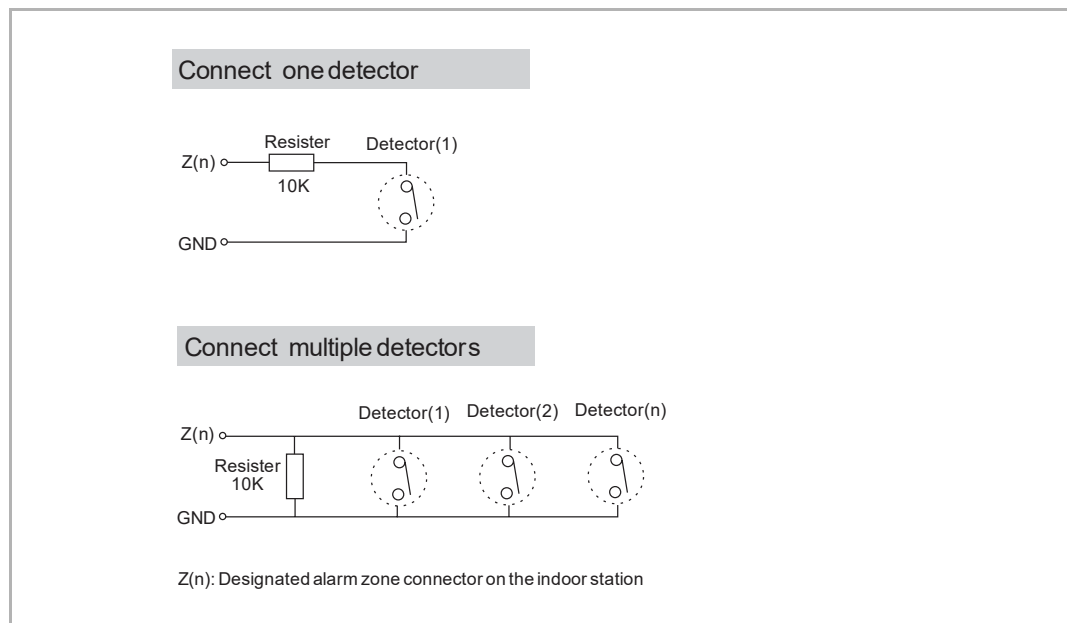 Connect one detector
Resister
Detector(1)
Z(n)
10K
GND
Connect multiple detectors
Detector(1) Detector(2) Detector(n)
Z(n)
Resister
10K
GND
Z(n): Designated alarm zone connector on the indoor station